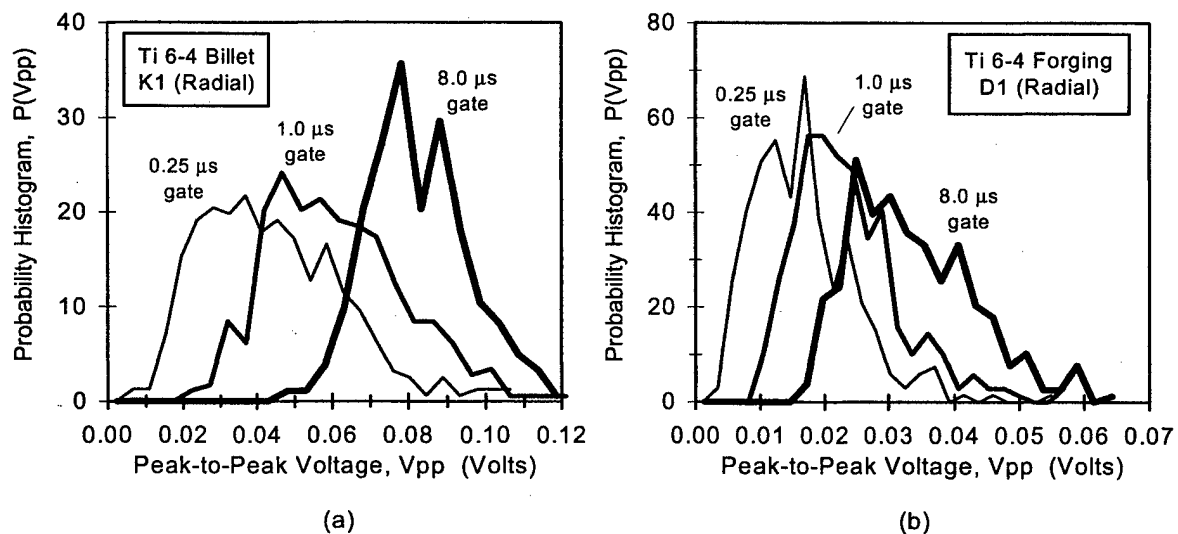 Probability Histogram, P(Vpp)
40
30
20
10
0
Ti 6-4 Billet
K1 (Radial)
0.25 μs
gate
1.0 μs
gate
8.0 μs
gate
0.00 0.02 0.04 0.06 0.08 0.10 0.12
Peak-to-Peak Voltage, Vpp (Volts)
(a)
Probability Histogram, P(Vpp)
80
60
40
20
0
Ti 6-4 Forging
D1 (Radial)
0.25 μs
gate
1.0 μs
gate
8.0 μs
gate
0.00 0.01 0.02 0.03 0.04 0.05 0.06 0.07
Peak-to-Peak Voltage, Vpp (Volts)
(b)